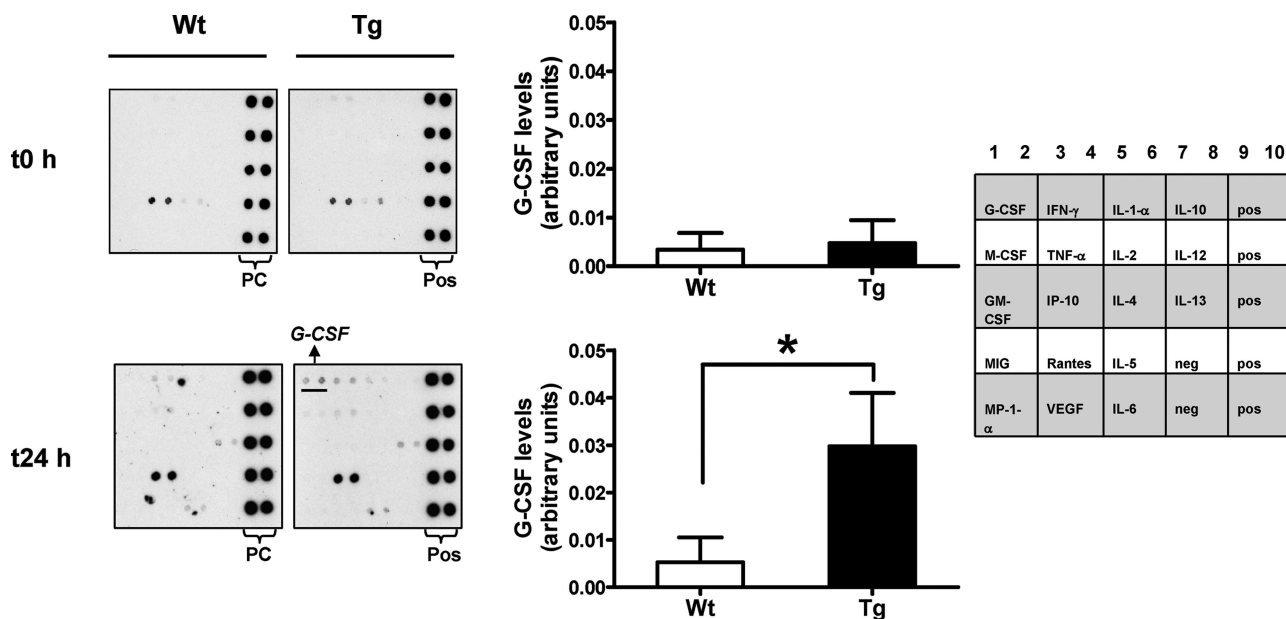 Wt Tg
t0 h
PC Pos
G-CSF
t24 h
PC Pos
G-CSF levels
(arbitrary units)
0.05
0.04
0.03
0.02
0.01
0.00
Wt Tg
G-CSF levels
(arbitrary units)
0.05
0.04
0.03
0.02
0.01
0.00
*
Wt Tg
1 2 3 4 5 6 7 8 9 10
G-CSF IFN-γ IL-1-α IL-10 pos
M-CSF TNF-α IL-2 IL-12 pos
GM-
CSF IP-10 IL-4 IL-13 pos
MIG Rantes IL-5 neg pos
MP-1-
α VEGF IL-6 neg pos